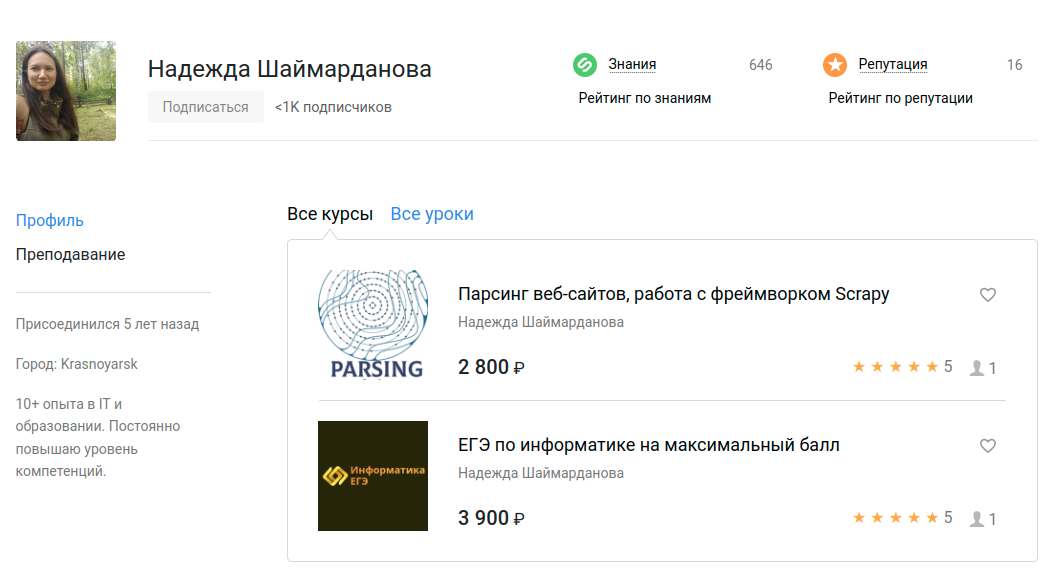 Надежда Шаймарданова
Подписаться <1K подписчиков
Знания 646
Рейтинг по знаниям
Репутация 16
Рейтинг по репутации
Профиль
Преподавание
Присоединился 5 лет назад
Город: Krasnoyarsk
10+ опыта в IT и
образовании. Постоянно
повышаю уровень
компетенций.
Все курсы Все уроки
PARSING
Парсинг веб-сайтов, работа с фреймворком Scrapy
Надежда Шаймарданова
2 800 ₽
5 1
Информатика
ЕГЭ
ЕГЭ по информатике на максимальный балл
Надежда Шаймарданова
3 900 ₽
5 1